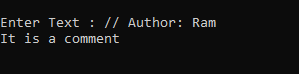 Enter Text : // Author: Ram
It is a comment